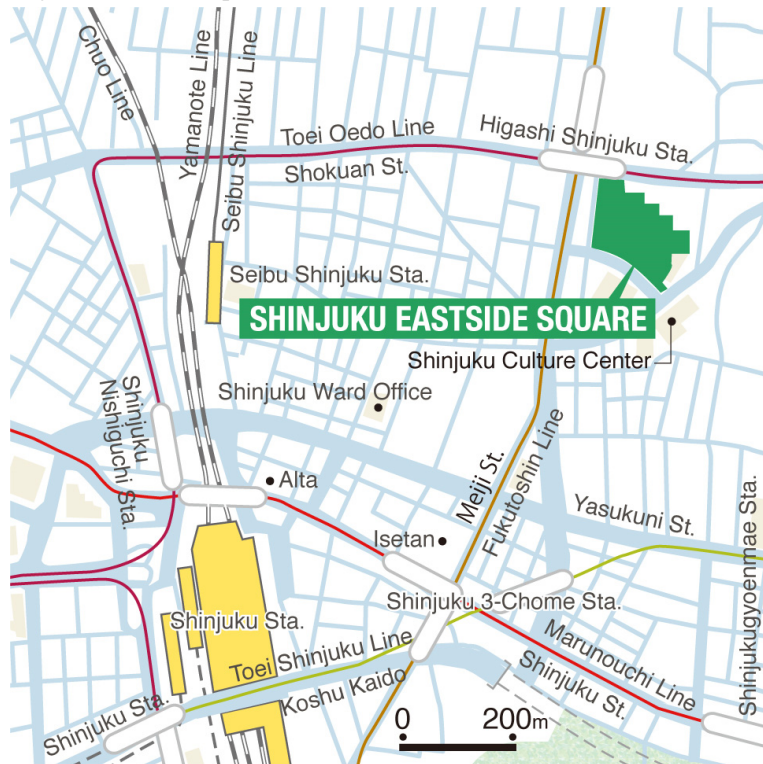 Chuo Line
Yamanote Line
Seibu Shinjuku Line
Toei Oedo Line
Higashi Shinjuku Sta.
Shokuan St.
Seibu Shinjuku Sta.
SHINJUKU EASTSIDE SQUARE
Shinjuku Culture Center
Shinjuku Ward Office
Shinjuku
Nishiguchi Sta.
Alta
Meiji St.
Fukutoshin Line
Isetan
Yasukuni St.
Shinjukugyoenmae Sta.
Shinjuku 3-Chome Sta.
Shinjuku Sta.
Toei Shinjuku Line
Marunouchi Line
Shinjuku St.
Koshu Kaido
Shinjuku Sta.
0 200m